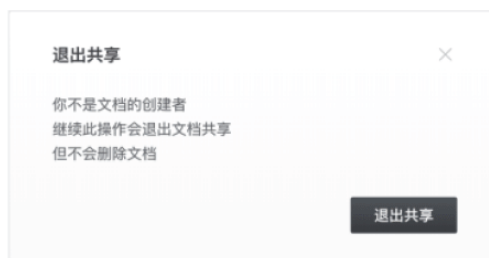 退出共享
你不是文档的创建者
继续此操作会退出文档共享
但不会删除文档
退出共享